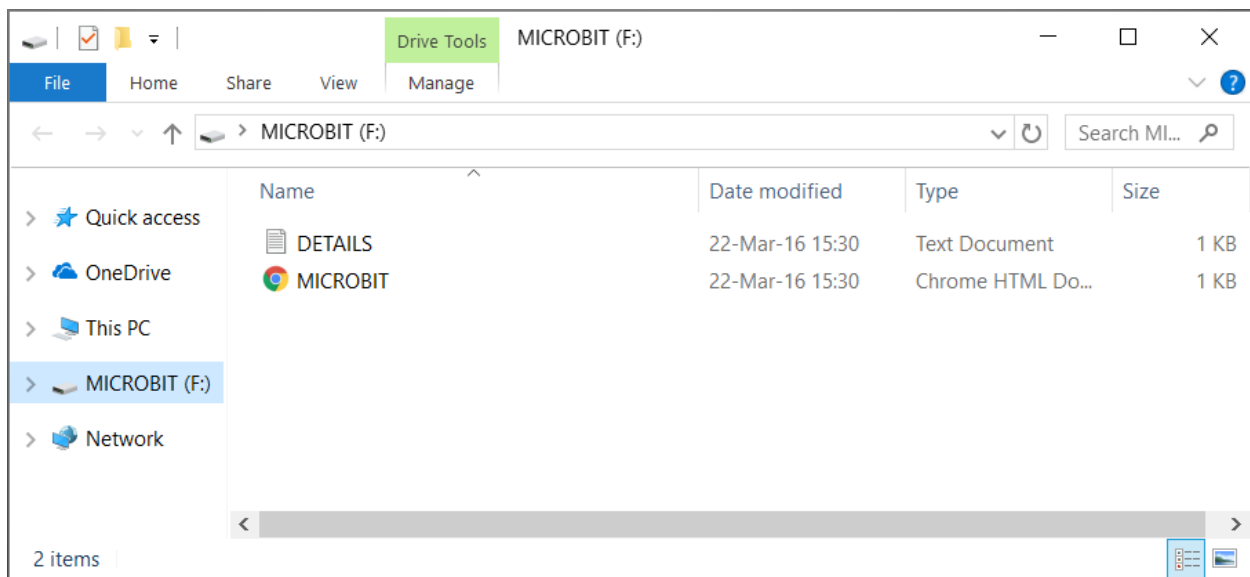 Drive Tools MICROBIT (F:)
File Home Share View Manage ?
MICROBIT (F:) Search MI...
Name Date modified Type Size
Quick access
DETAILS 22-Mar-16 15:30 Text Document 1 KB
OneDrive
MICROBIT 22-Mar-16 15:30 Chrome HTML Do... 1 KB
This PC
MICROBIT (F:)
Network
2 items